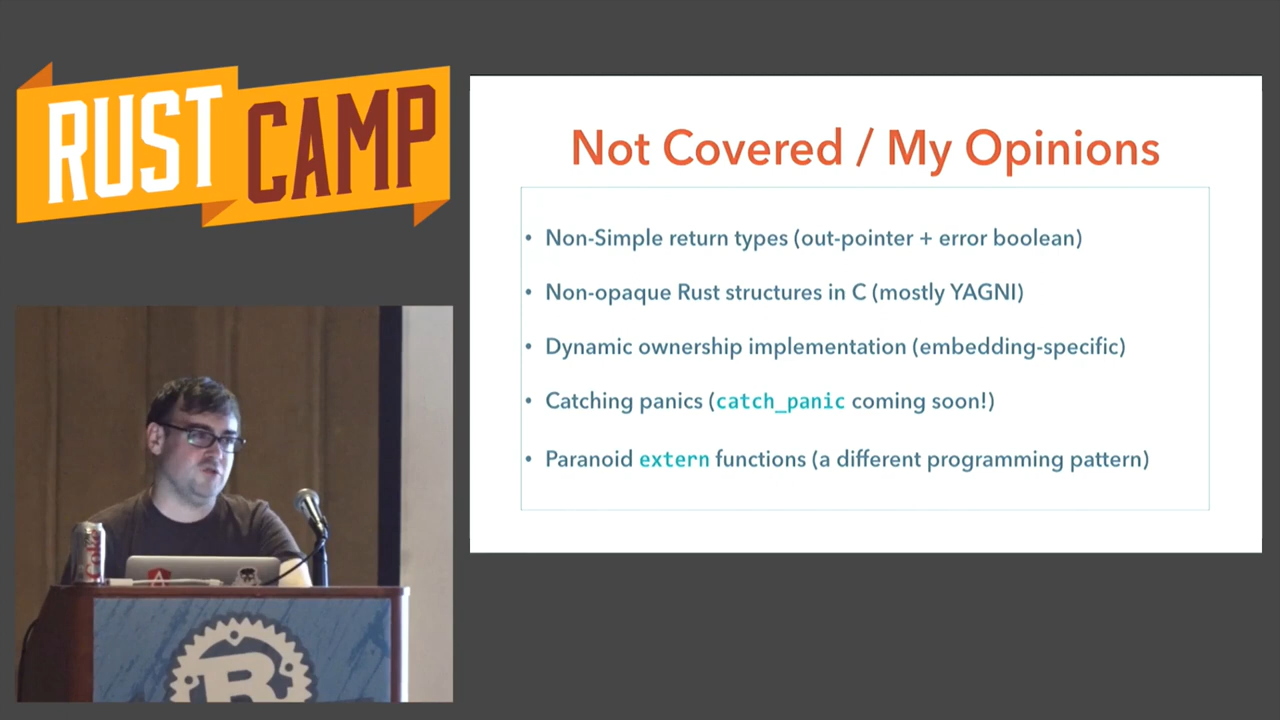 RUST CAMP
Not Covered / My Opinions
• Non-Simple return types (out-pointer + error boolean)
• Non-opaque Rust structures in C (mostly YAGNI)
• Dynamic ownership implementation (embedding-specific)
• Catching panics (catch_panic coming soon!)
• Paranoid extern functions (a different programming pattern)
Coke
R